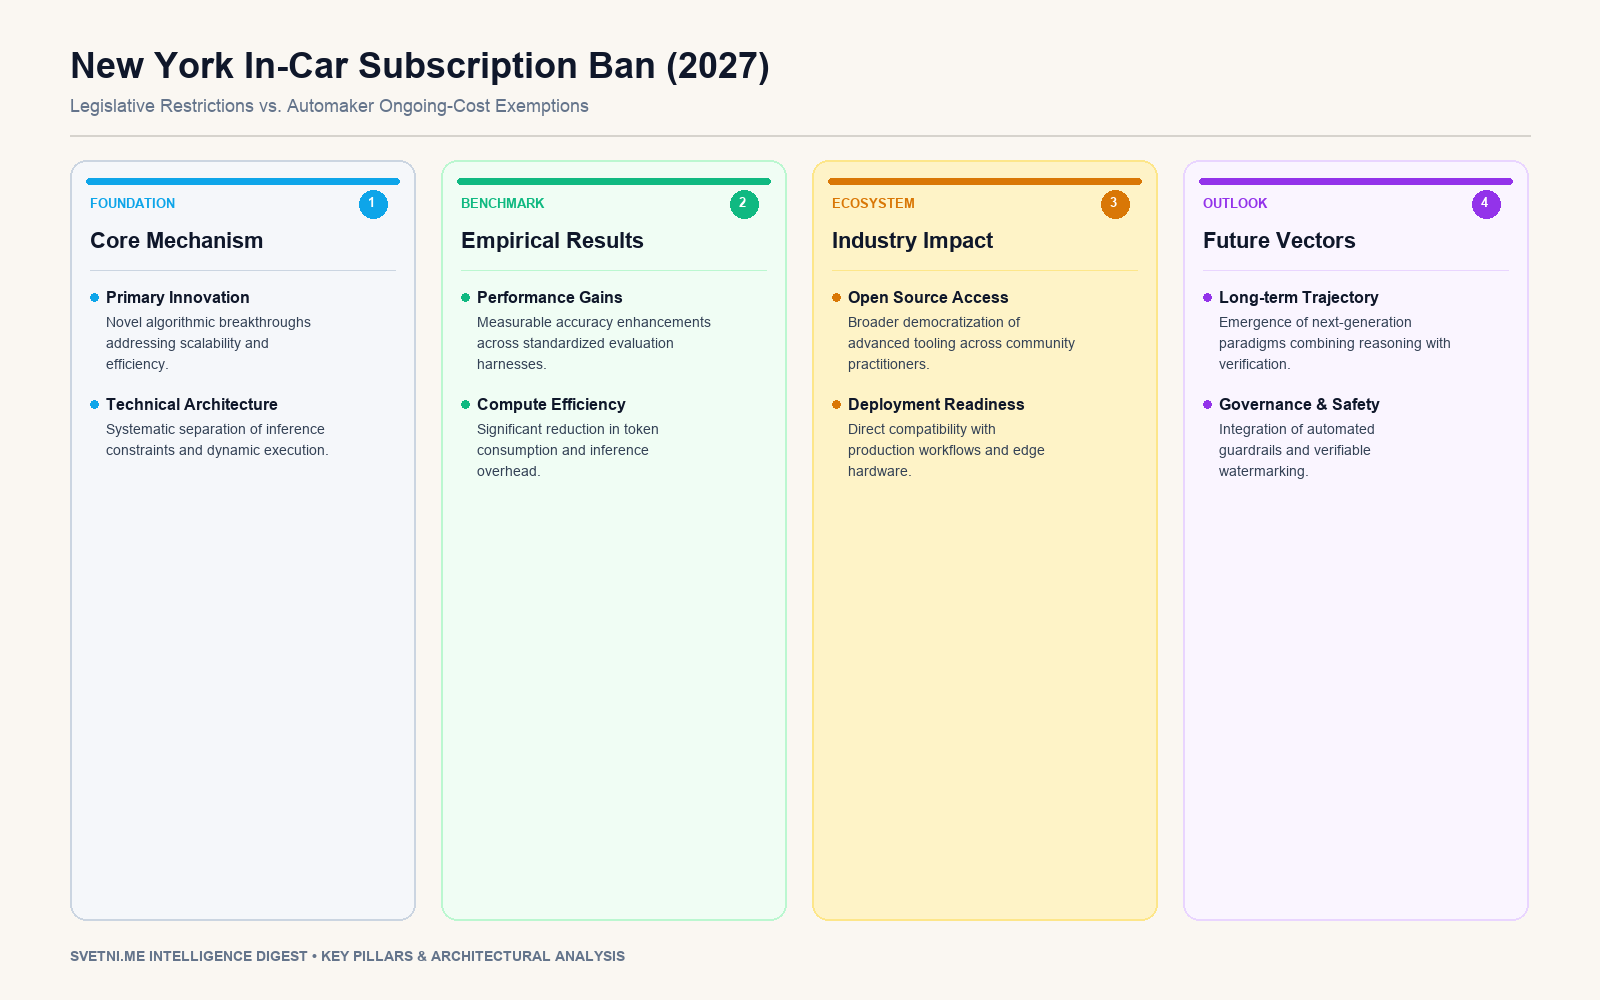 New York In-Car Subscription Ban (2027)
Legislative Restrictions vs. Automaker Ongoing-Cost Exemptions
FOUNDATION
1
Core Mechanism
Primary Innovation
Novel algorithmic breakthroughs
addressing scalability and
efficiency.
Technical Architecture
Systematic separation of inference
constraints and dynamic execution.
BENCHMARK
2
Empirical Results
Performance Gains
Measurable accuracy enhancements
across standardized evaluation
harnesses.
Compute Efficiency
Significant reduction in token
consumption and inference
overhead.
ECOSYSTEM
3
Industry Impact
Open Source Access
Broader democratization of
advanced tooling across community
practitioners.
Deployment Readiness
Direct compatibility with
production workflows and edge
hardware.
OUTLOOK
4
Future Vectors
Long-term Trajectory
Emergence of next-generation
paradigms combining reasoning with
verification.
Governance & Safety
Integration of automated
guardrails and verifiable
watermarking.
SVETNI.ME INTELLIGENCE DIGEST • KEY PILLARS & ARCHITECTURAL ANALYSIS